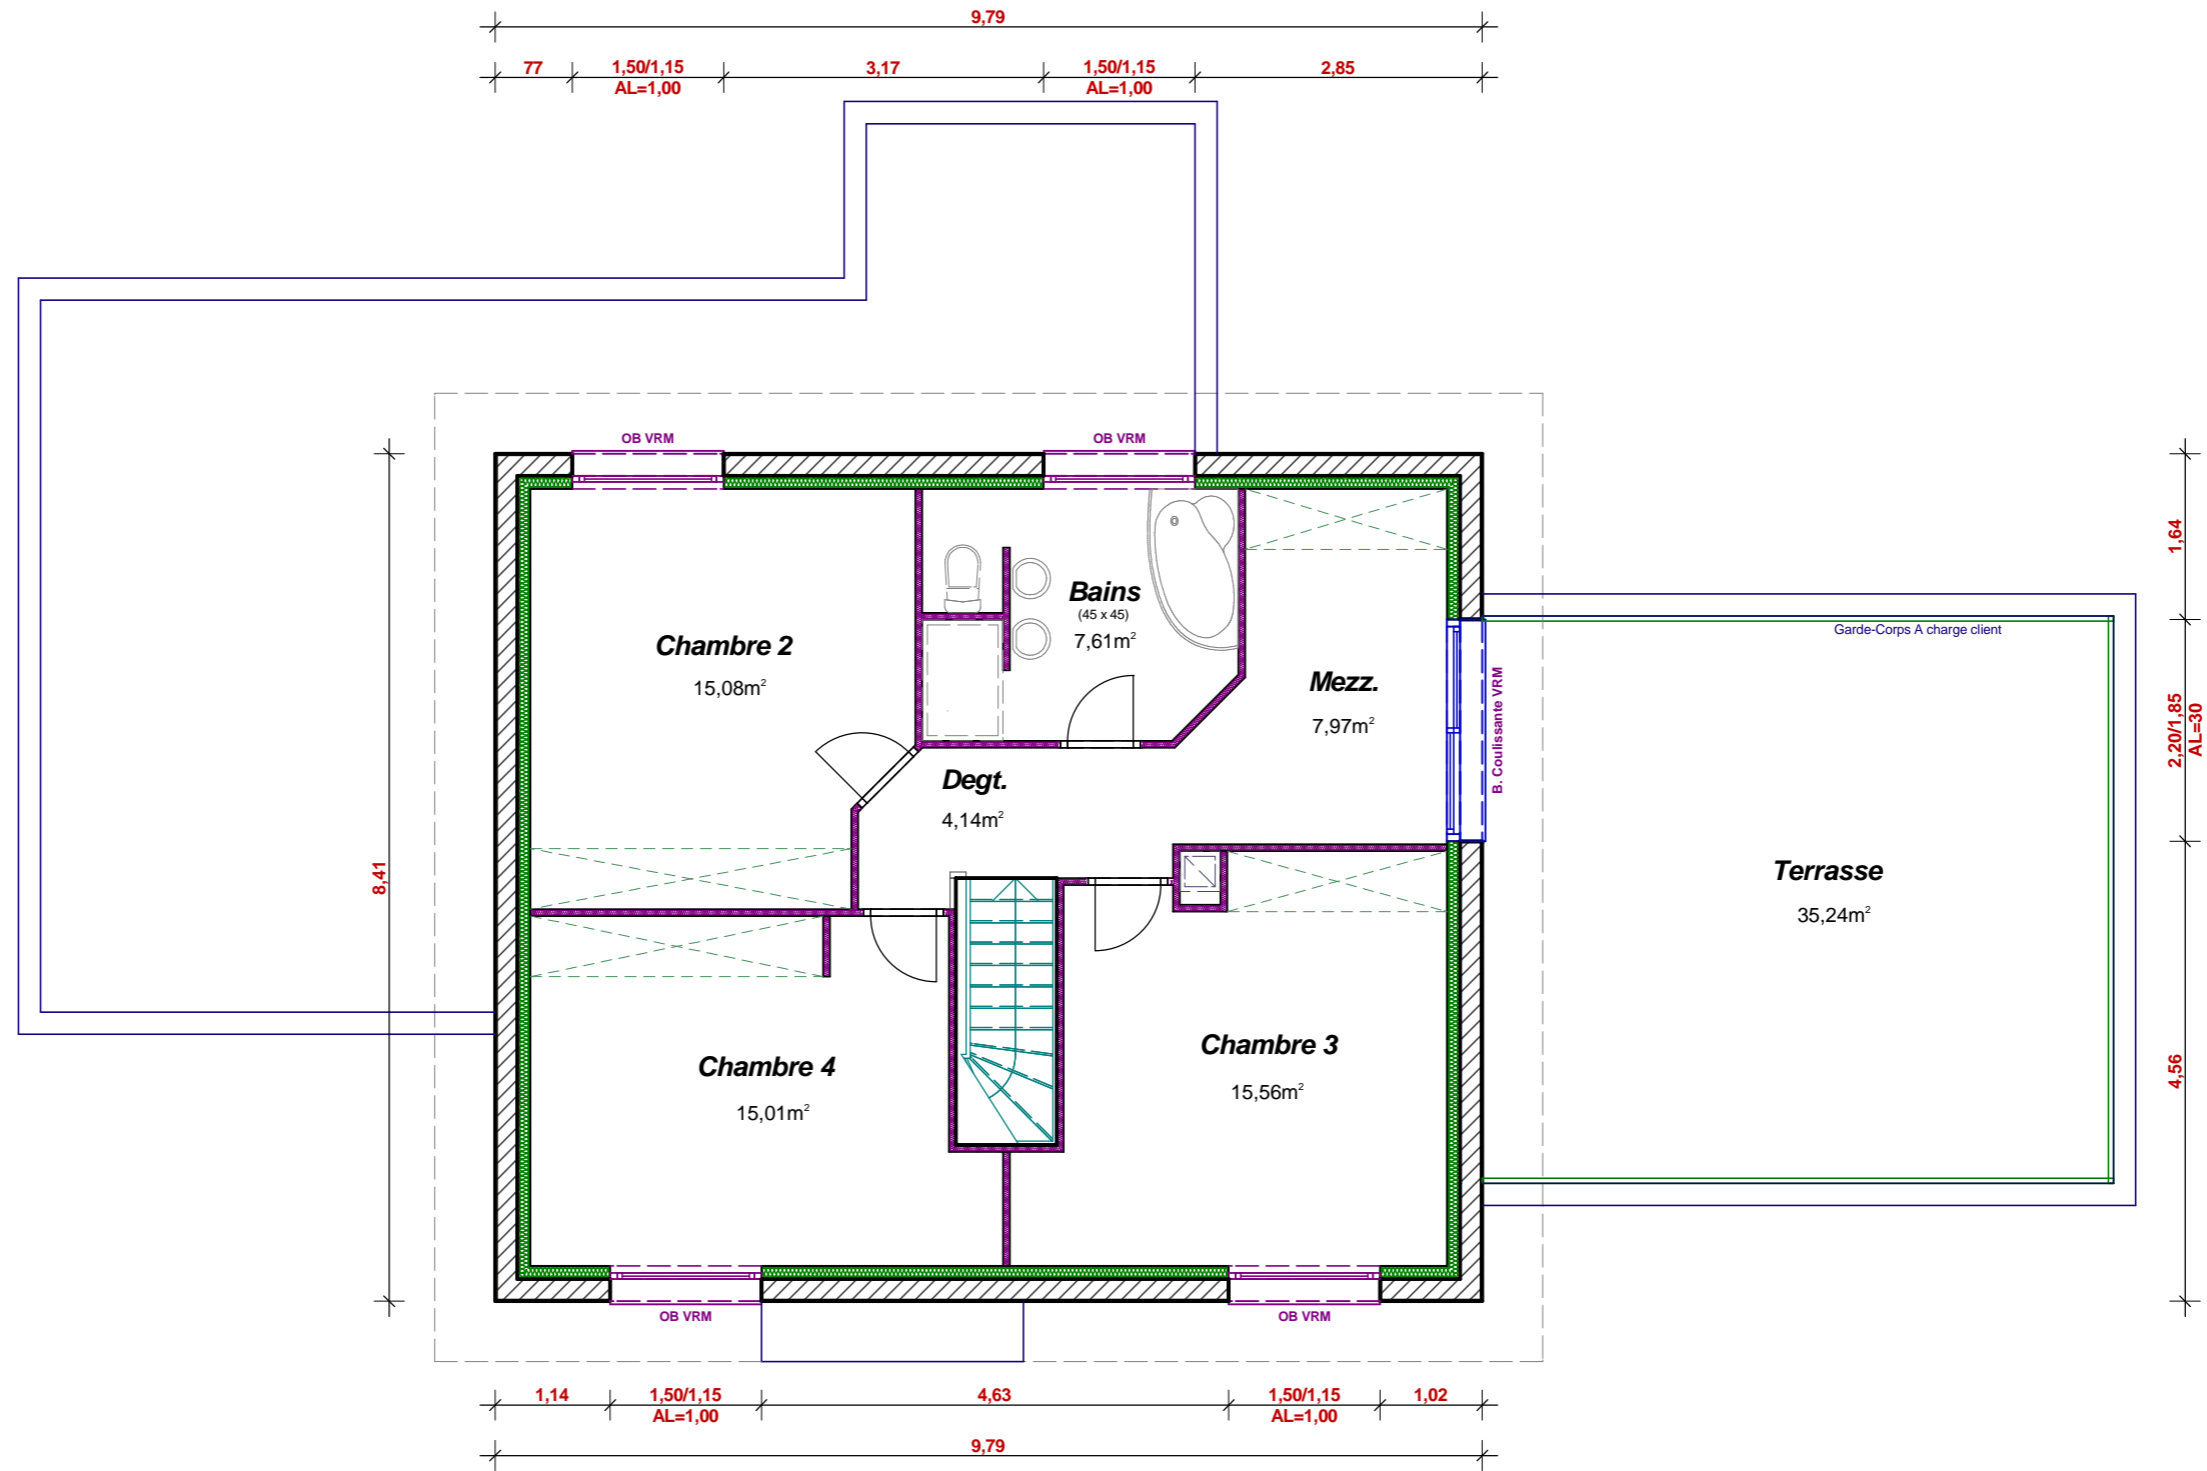 9,79
77
1,50/1,15
AL=1,00
3,17
1,50/1,15
AL=1,00
2,85
OB VRM
OB VRM
1,64
Bains
(45 x 45)
7,61m²
Garde-Corps A charge client
Chambre 2
15,08m²
Mezz.
7,97m²
B. Coulissante VRM
2,20/1,85
AL=30
Degt.
4,14m²
8,41
Terrasse
35,24m²
Chambre 3
15,56m²
Chambre 4
15,01m²
4,56
OB VRM
OB VRM
1,14
1,50/1,15
AL=1,00
4,63
1,50/1,15
AL=1,00
1,02
9,79